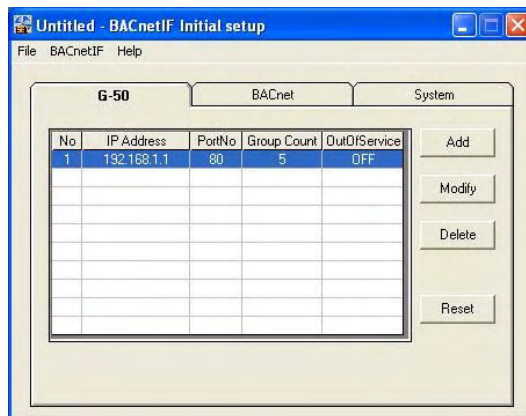 Untitled - BACnetIF Initial setup
File BACnetIF Help
G-50 BACnet System
No IP Address PortNo Group Count OutOfService
1 192.168.1.1 80 5 OFF
Add
Modify
Delete
Reset